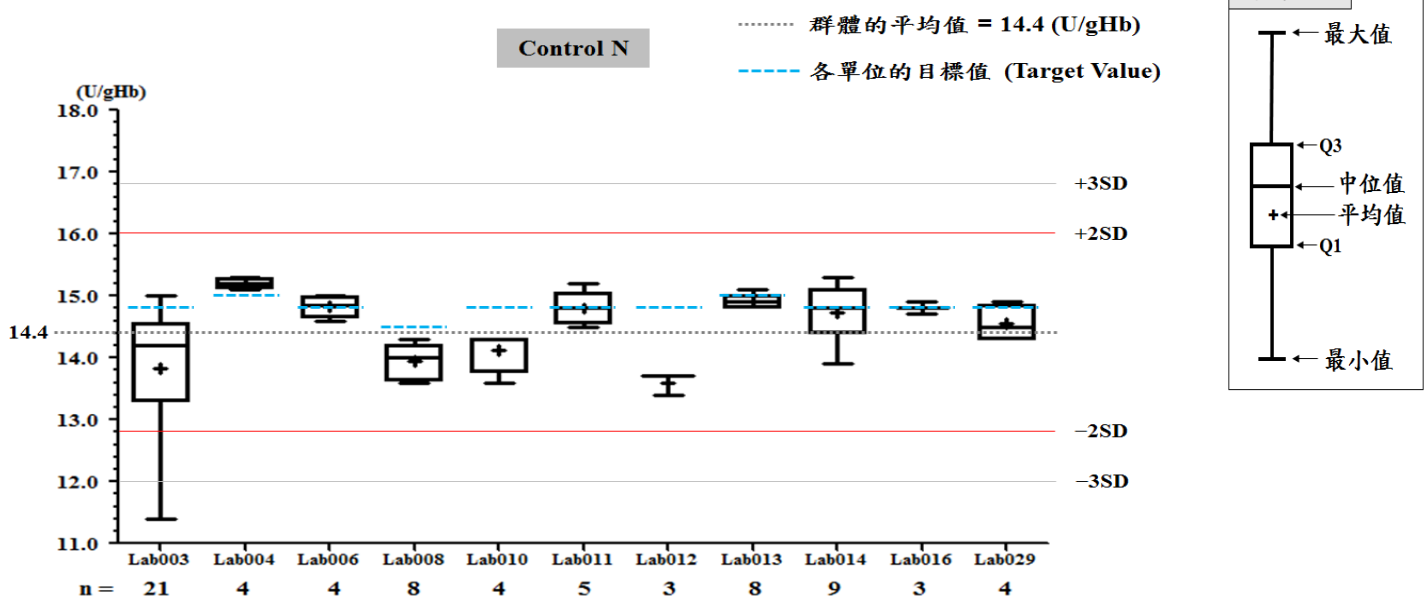 群體的平均值 = 14.4 (U/gHb)
Control N
各單位的目標值 (Target Value)
(U/gHb)
18.0
17.0
16.0
15.0
14.4
14.0
13.0
12.0
11.0
+3SD
+2SD
−2SD
−3SD
Lab003 Lab004 Lab006 Lab008 Lab010 Lab011 Lab012 Lab013 Lab014 Lab016 Lab029
n = 21 4 4 8 4 5 3 8 9 3 4
最大值
Q3
中位值
平均值
Q1
最小值